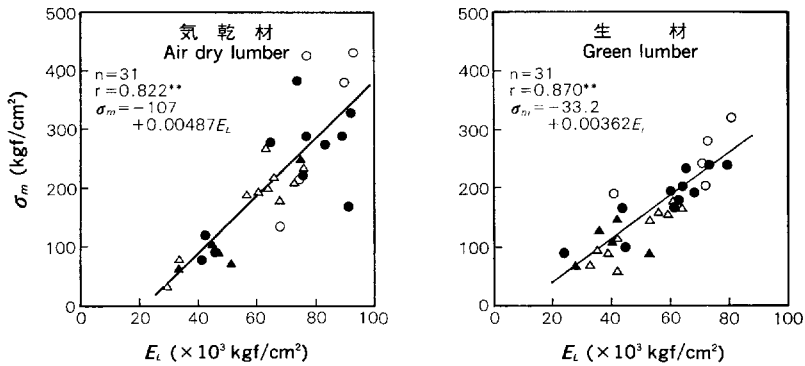 気乾材
Air dry lumber
n=31
r=0.822**
σm=−107
+0.00487EL
500
400
300
200
100
0
σm (kgf/cm²)
0 20 40 60 80 100
EL (×10³ kgf/cm²)
生材
Green lumber
n=31
r=0.870**
σm=−33.2
+0.00362EL
500
400
300
200
100
0
0 20 40 60 80 100
EL (×10³ kgf/cm²)